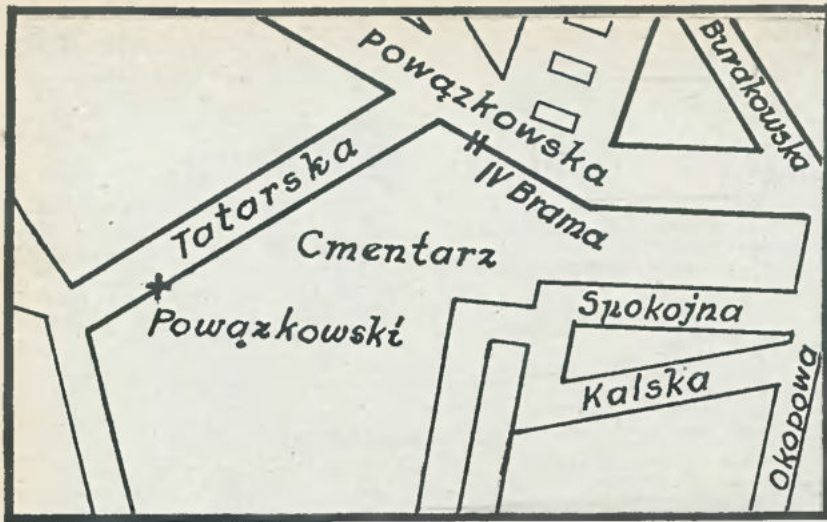 Powązkowska
Burakowska
Tatarska
IV Brama
Cmentarz
Powązkowski
Spokojna
Kalska
Okopowa